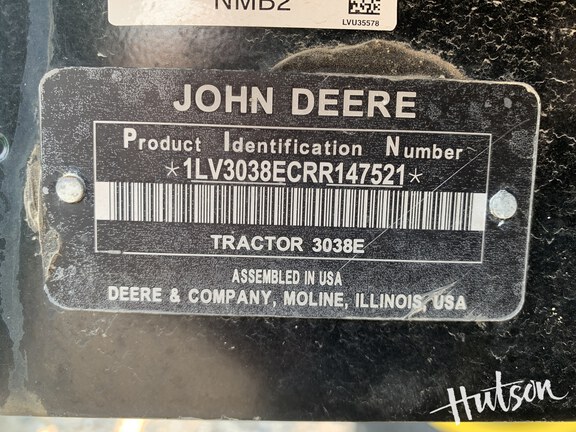 NMB2
LVU35578
JOHN DEERE
Product Identification Number
*1LV3038ECRR147521*
TRACTOR 3038E
ASSEMBLED IN USA
DEERE & COMPANY, MOLINE, ILLINOIS, USA
Hutson